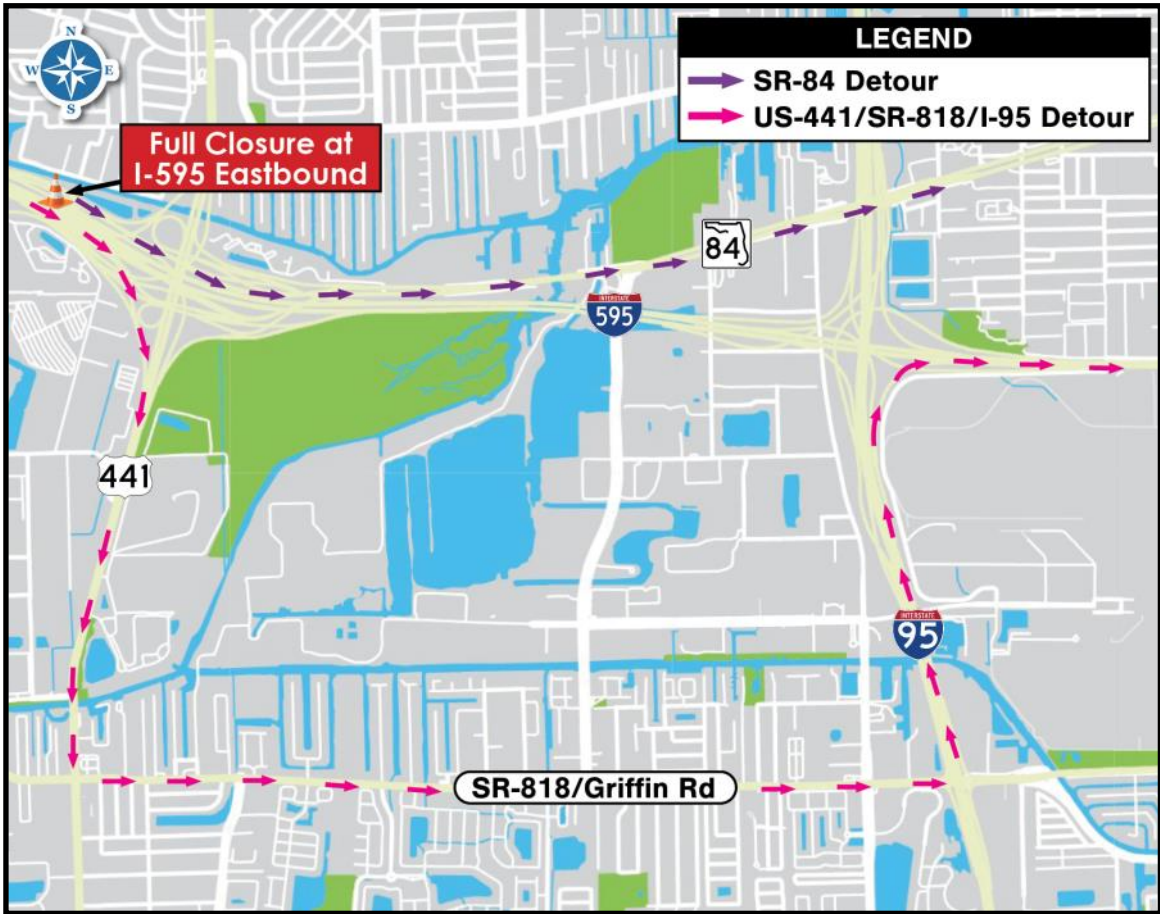 N
W E
S
LEGEND
SR-84 Detour
US-441/SR-818/I-95 Detour
Full Closure at
I-595 Eastbound
84
INTERSTATE
595
441
INTERSTATE
95
SR-818/Griffin Rd